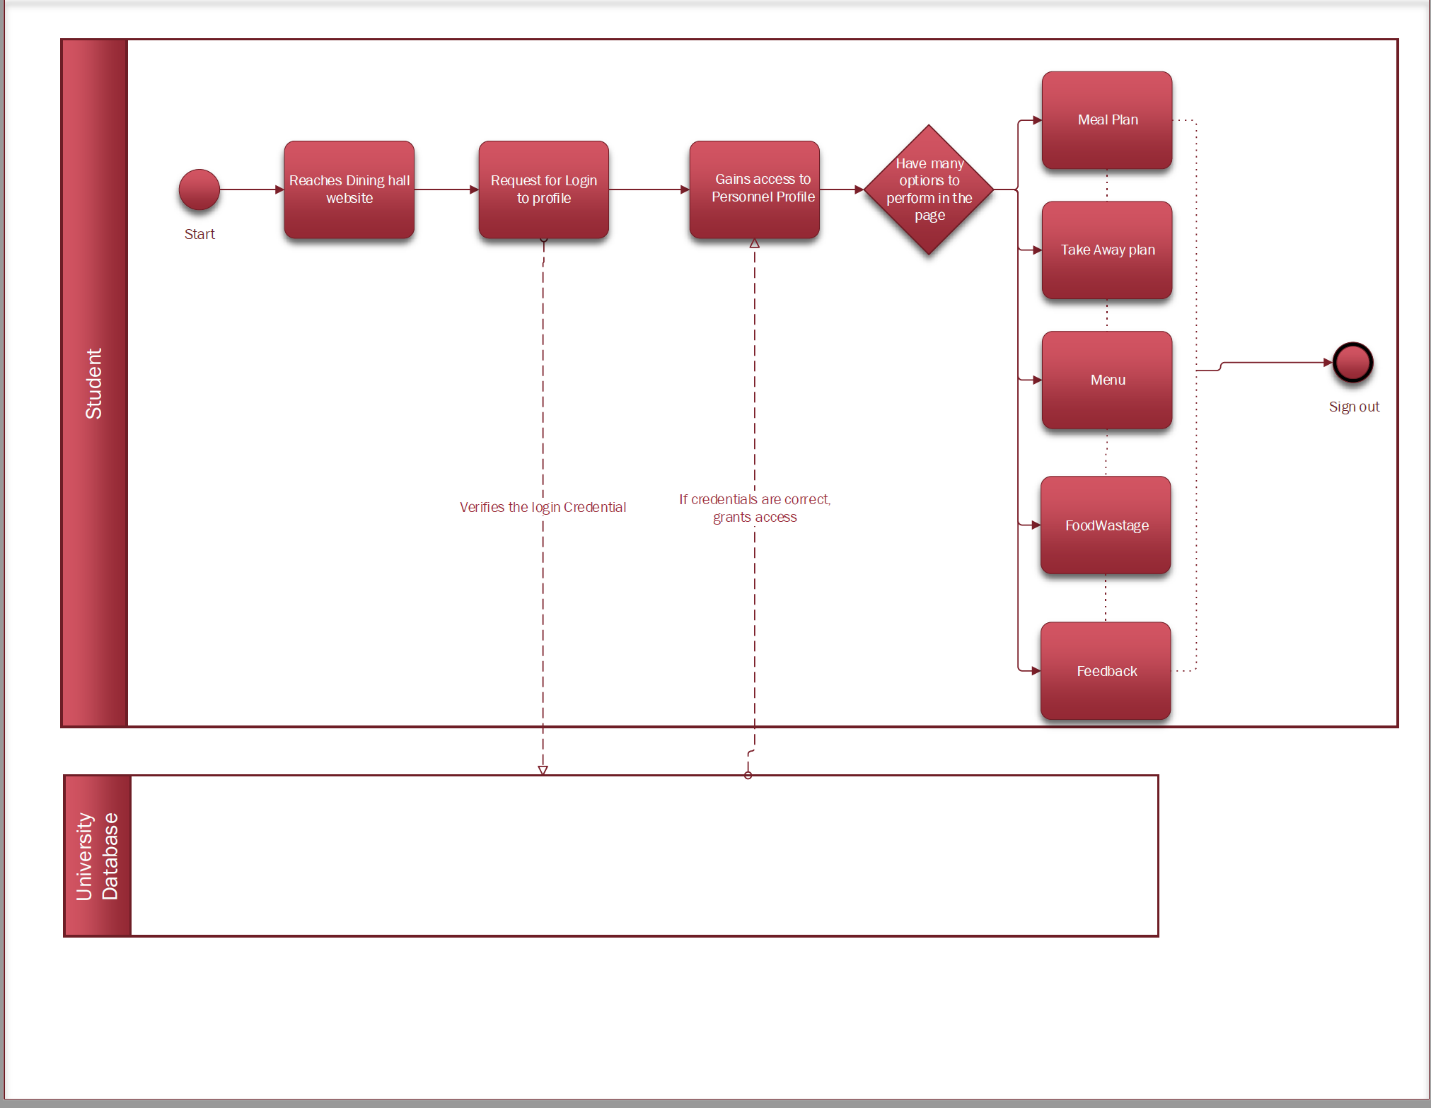 Student
Start
Reaches Dining hall
website
Request for Login
to profile
Gains access to
Personnel Profile
Have many
options to
perform in the
page
Meal Plan
Take Away plan
Menu
FoodWastage
Feedback
Sign out
Verifies the login Credential
If credentials are correct,
grants access
University
Database